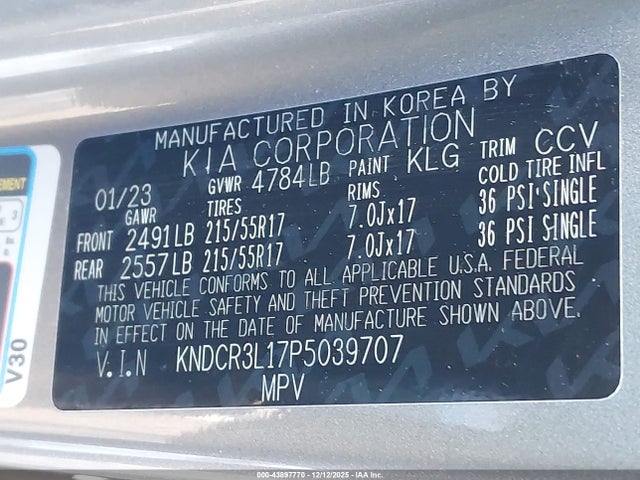 MANUFACTURED IN KOREA BY
KIA CORPORATION
01/23 GVWR 4784LB PAINT KLG TRIM CCV
GAWR TIRES RIMS COLD TIRE INFL
FRONT 2491LB 215/55R17 7.0Jx17 36 PSI SINGLE
REAR 2557LB 215/55R17 7.0Jx17 36 PSI SINGLE
THIS VEHICLE CONFORMS TO ALL APPLICABLE U.S.A. FEDERAL
MOTOR VEHICLE SAFETY AND THEFT PREVENTION STANDARDS
IN EFFECT ON THE DATE OF MANUFACTURE SHOWN ABOVE.
V.I.N KNDCR3L17P5039707
MPV
V30
3
000-43897770 - 12/12/2025 - IAA Inc.